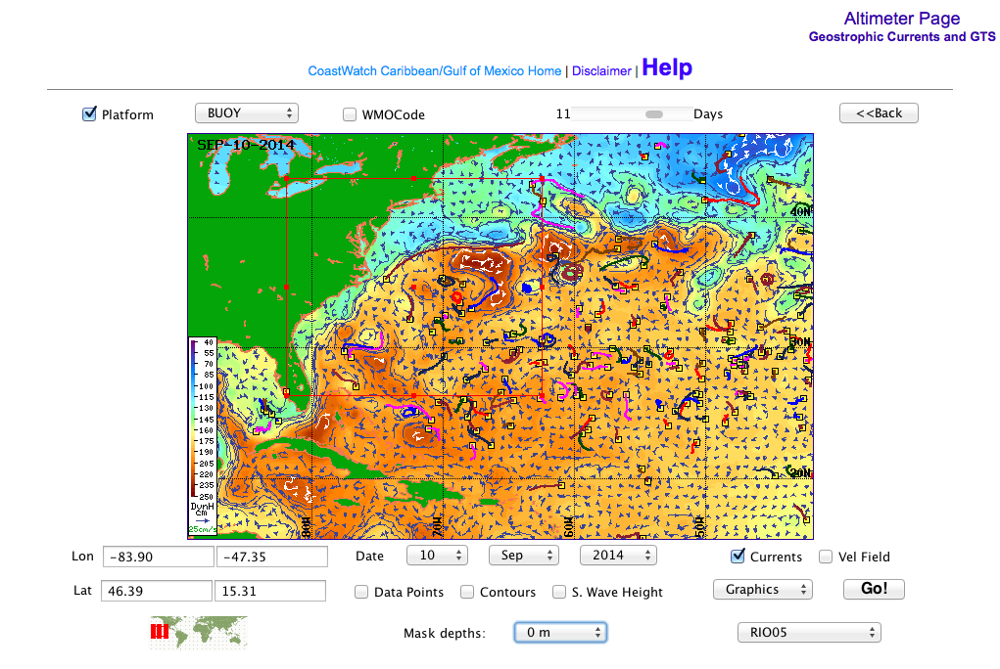 Altimeter Page
Geostrophic Currents and GTS
CoastWatch Caribbean/Gulf of Mexico Home | Disclaimer | Help
Platform BUOY WMOCode 11 Days <<Back
SEP-10-2014
40N
30N
20N
80W 70W 60W 50W
40
55
70
85
100
115
130
145
160
175
190
205
220
235
250
DynH
cm
25cm/s
Lon -83.90 -47.35 Date 10 Sep 2014 Currents Vel Field
Lat 46.39 15.31 Data Points Contours S. Wave Height Graphics Go!
Mask depths: 0 m RIO05